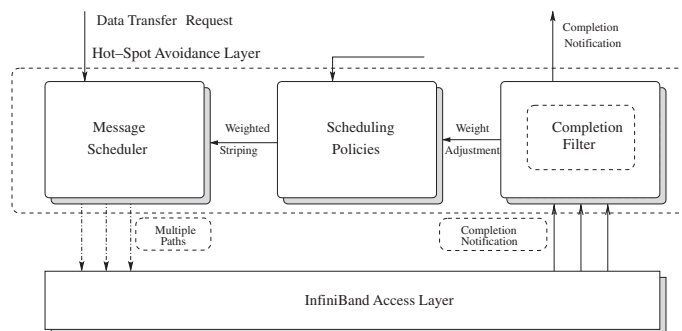 Data Transfer Request
Hot–Spot Avoidance Layer
Completion
Notification
Message
Scheduler
Weighted
Striping
Scheduling
Policies
Weight
Adjustment
Completion
Filter
Multiple
Paths
Completion
Notification
InfiniBand Access Layer